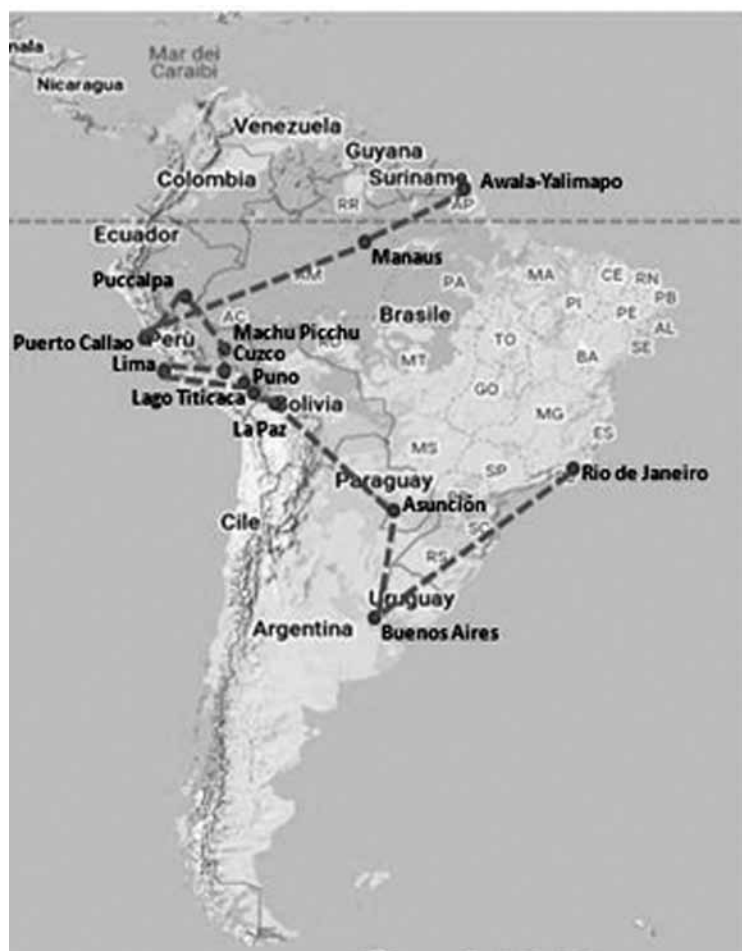 nala
Mar dei
Caraibi
Nicaragua
Venezuela
Guyana
Colombia
Suriname
Awala-Yalimapo
RR
AP
Ecuador
Manaus
AM
PA
MA
CE
RN
Puccalpa
PI
PB
AC
Brasile
PE
AL
Puerto Callao
Perù
Machu Picchu
TO
SE
Cuzco
MT
BA
Lima
Puno
GO
Lago Titicaca
Bolivia
MG
La Paz
ES
MS
Paraguay
SP
Rio de Janeiro
Asunción
Cile
SC
RS
Uruguay
Argentina
Buenos Aires